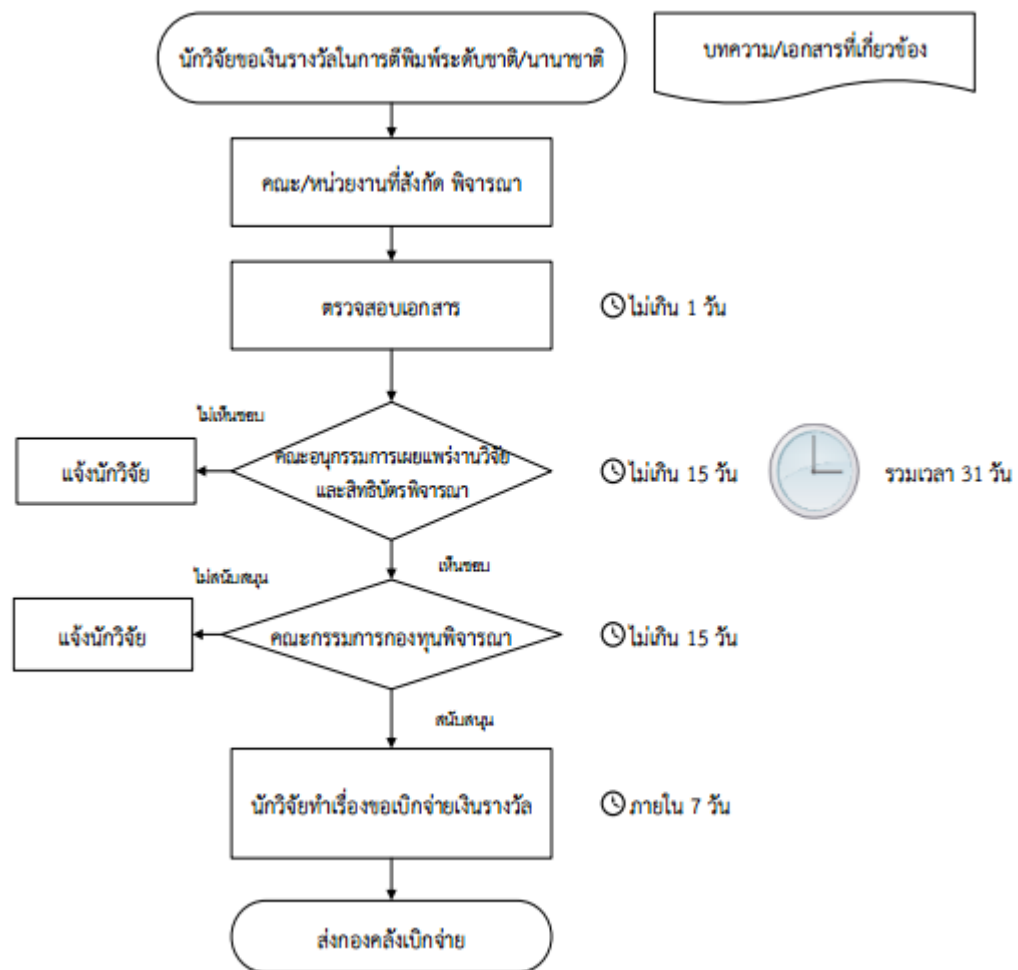 นักวิจัยขอเงินรางวัลในการตีพิมพ์ระดับชาติ/นานาชาติ
บทความ/เอกสารที่เกี่ยวข้อง
คณะ/หน่วยงานที่สังกัด พิจารณา
ตรวจสอบเอกสาร
ไม่เกิน 1 วัน
ไม่เห็นชอบ
แจ้งนักวิจัย
คณะอนุกรรมการเผยแพร่งานวิจัย
และสิทธิบัตรพิจารณา
ไม่เกิน 15 วัน
รวมเวลา 31 วัน
เห็นชอบ
ไม่สนับสนุน
แจ้งนักวิจัย
คณะกรรมการกองทุนพิจารณา
ไม่เกิน 15 วัน
สนับสนุน
นักวิจัยทำเรื่องขอเบิกจ่ายเงินรางวัล
ภายใน 7 วัน
ส่งกองคลังเบิกจ่าย